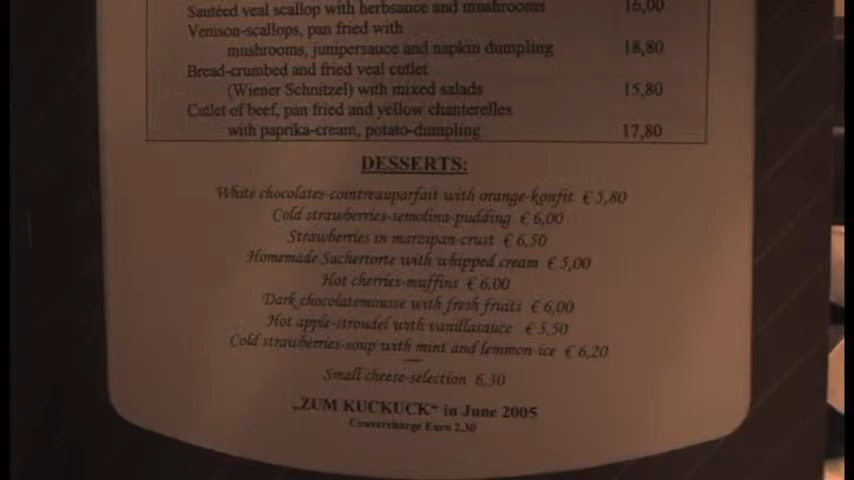 Sautéed veal scallop with herbsauce and mushrooms 16,00
Venison-scallops, pan fried with
mushrooms, junipersauce and napkin dumpling 18,80
Bread-crumbed and fried veal cutlet
(Wiener Schnitzel) with mixed salads 15,80
Cutlet of beef, pan fried and yellow chanterelles
with paprika-cream, potato-dumpling 17,80
DESSERTS:
White chocolates-cointreauparfait with orange-konfit € 5,80
Cold strawberries-semolina-pudding € 6,00
Strawberries in marzipan-crust € 6,50
Homemade Sachertorte with whipped cream € 5,00
Hot cherries-muffins € 6,00
Dark chocolatemousse with fresh friuts € 6,00
Hot apple-stroudel with vanillasauce € 5,50
Cold strawberries-soup with mint and lemmon-ice € 6,20
Small cheese-selection 6,30
„ZUM KUCKUCK“ in June 2005
Couvercharge Euro 2,30